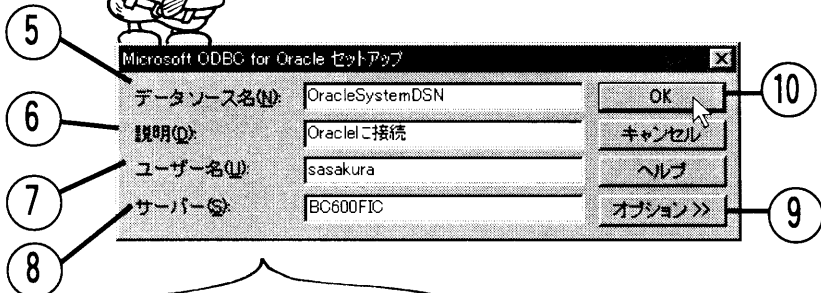 Microsoft ODBC for Oracle セットアップ
⑤ データソース名(N): OracleSystemDSN OK ⑩
⑥ 説明(D): Oracleに接続 キャンセル
⑦ ユーザー名(U): sasakura ヘルプ
⑧ サーバー(S): BC600FIC オプション >> ⑨